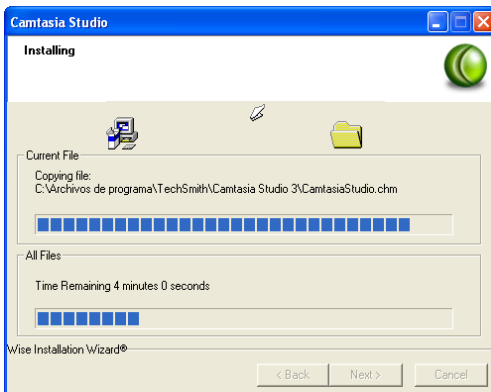 Camtasia Studio
Installing
Current File
Copying file:
C:\Archivos de programa\TechSmith\Camtasia Studio 3\CamtasiaStudio.chm
All Files
Time Remaining 4 minutes 0 seconds
Wise Installation Wizard®
< Back Next > Cancel